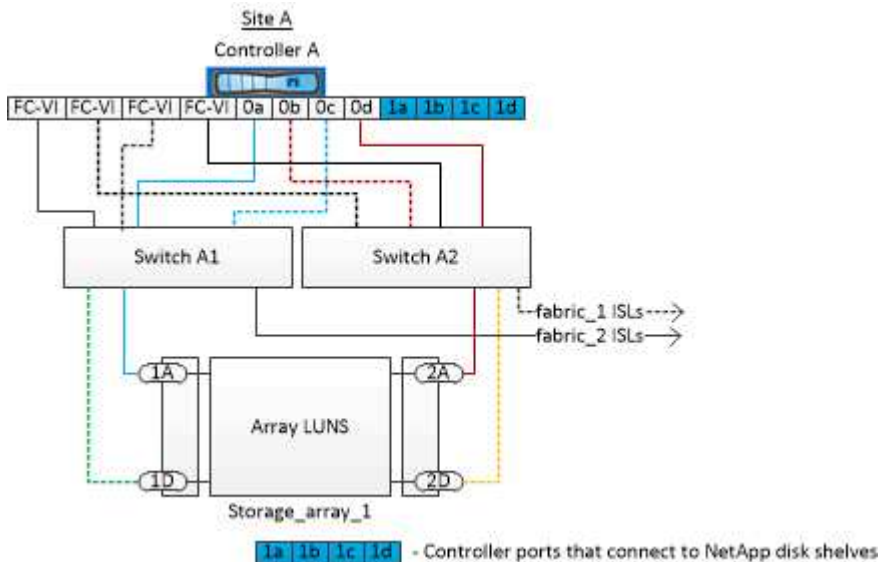 Site A
Controller A
FC-VI FC-VI FC-VI FC-VI 0a 0b 0c 0d 1a 1b 1c 1d
Switch A1
Switch A2
fabric_1 ISLs
fabric_2 ISLs
1A
2A
Array LUNS
1D
2D
Storage_array_1
1a 1b 1c 1d - Controller ports that connect to NetApp disk shelves